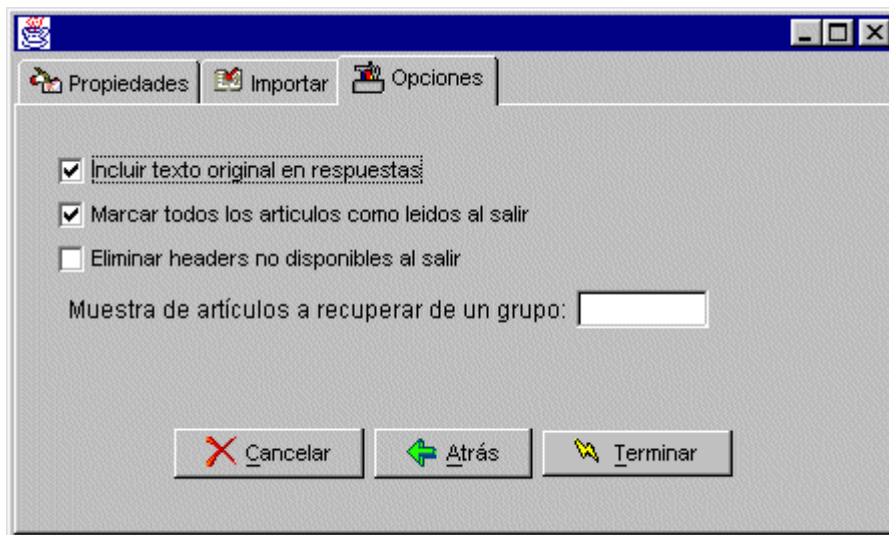 Propiedades Importar Opciones
Incluir texto original en respuestas
Marcar todos los articulos como leidos al salir
Eliminar headers no disponibles al salir
Muestra de artículos a recuperar de un grupo:
Cancelar Atrás Terminar